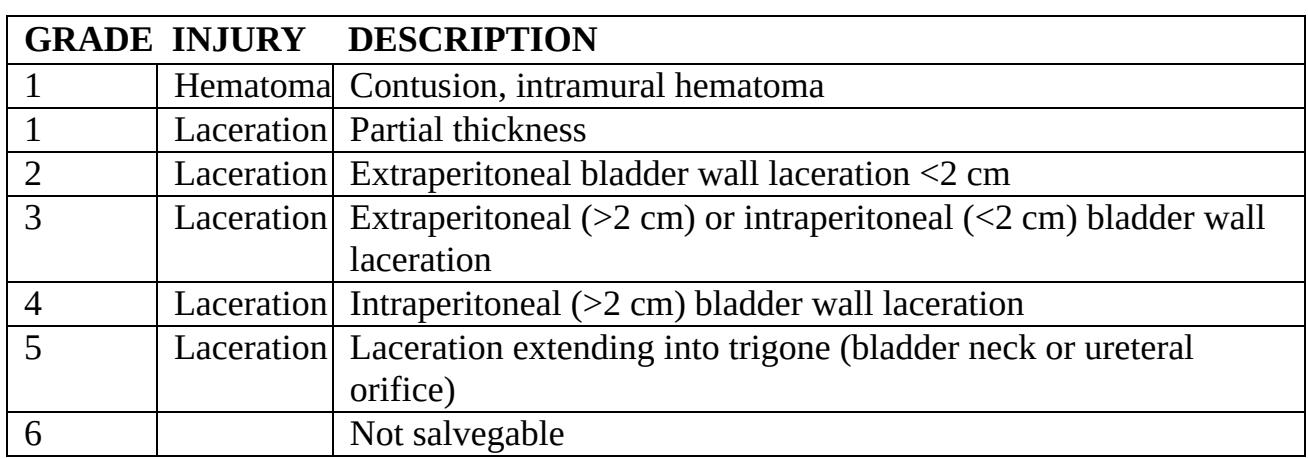 GRADE INJURY DESCRIPTION
1 Hematoma Contusion, intramural hematoma
1 Laceration Partial thickness
2 Laceration Extraperitoneal bladder wall laceration <2 cm
3 Laceration Extraperitoneal (>2 cm) or intraperitoneal (<2 cm) bladder wall
laceration
4 Laceration Intraperitoneal (>2 cm) bladder wall laceration
5 Laceration Laceration extending into trigone (bladder neck or ureteral
orifice)
6 Not salvegable